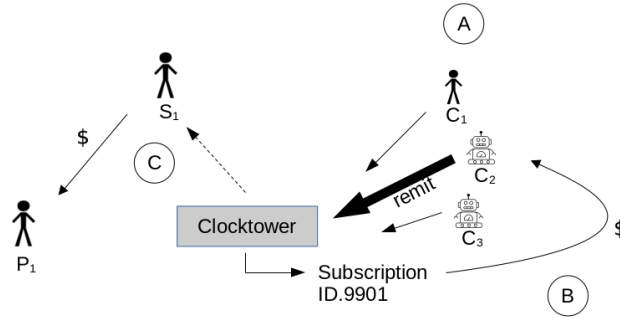 A
S₁
C₁
$
C
C₂
remit
Clocktower
C₃
P₁
$
Subscription
ID.9901
B